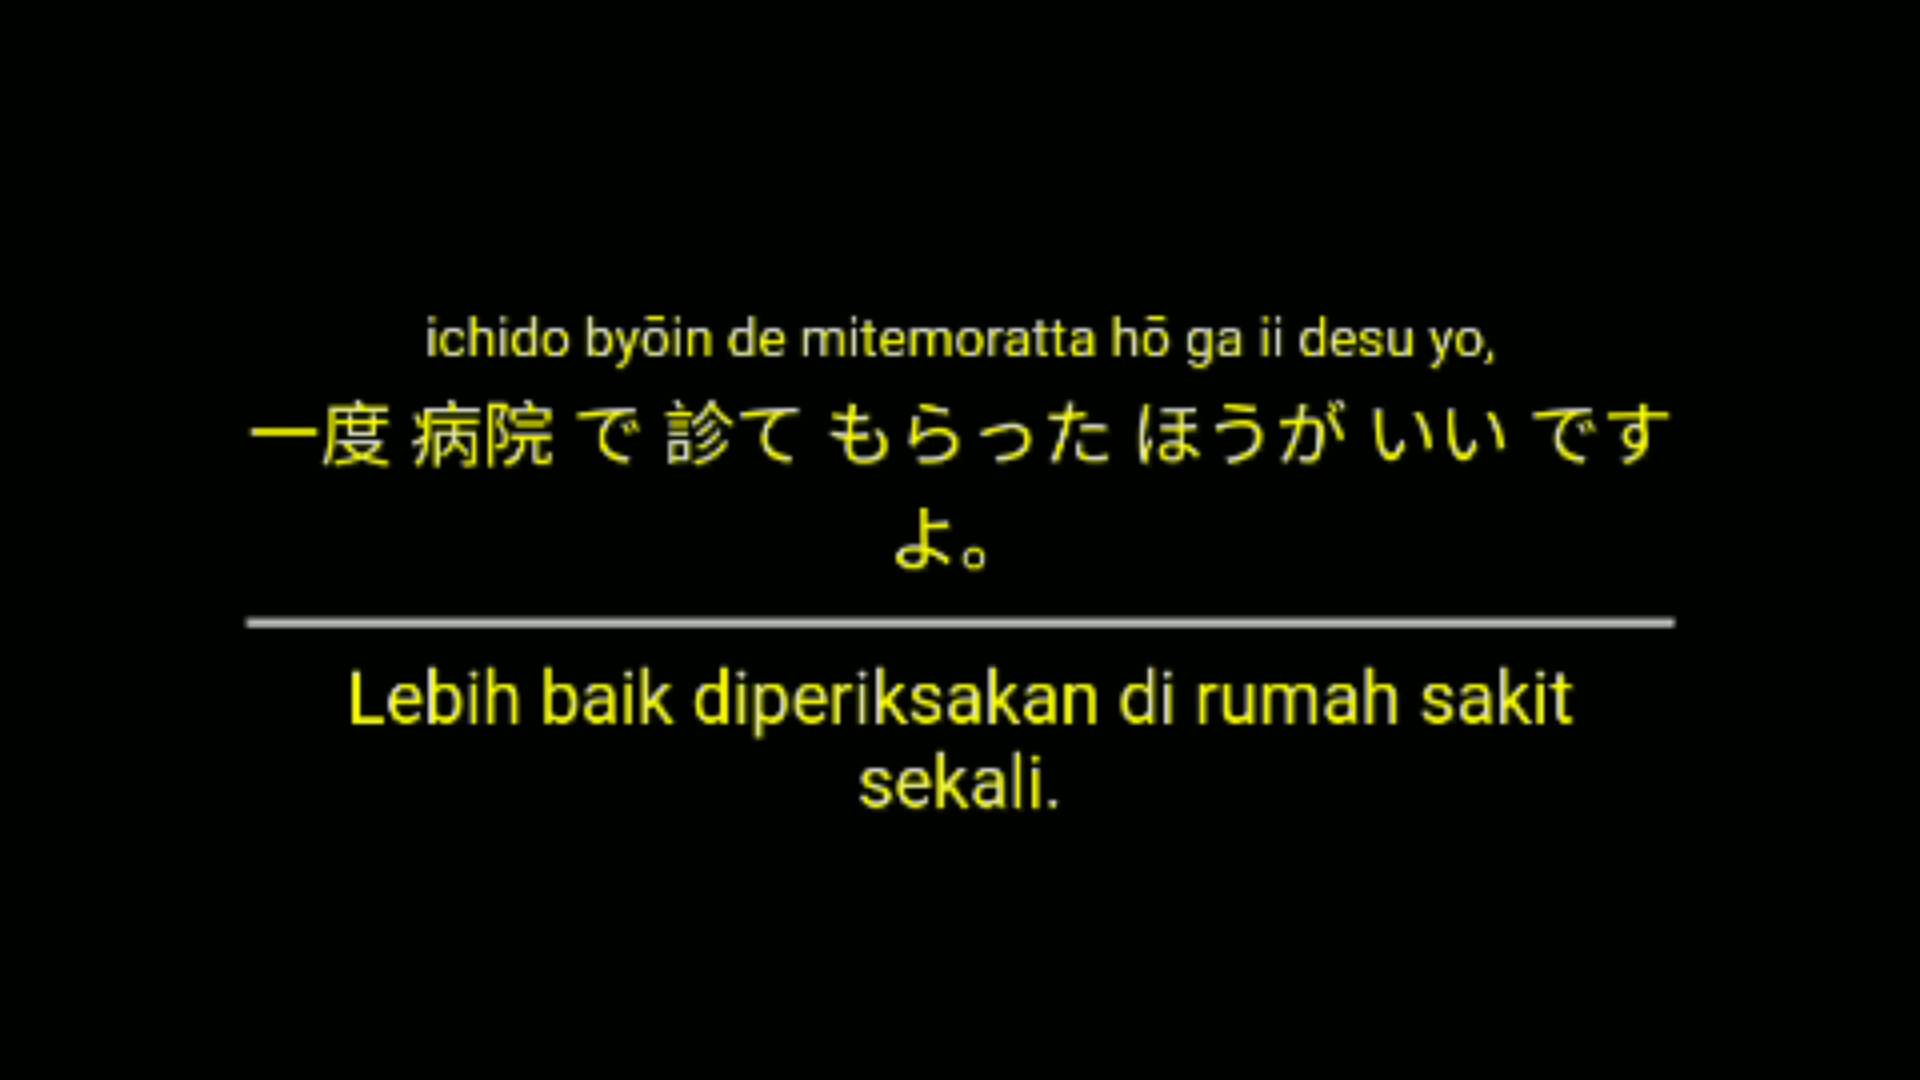 ichido byōin de mitemoratta hō ga ii desu yo,
一度 病院 で 診て もらった ほうが いい です
よ。
Lebih baik diperiksakan di rumah sakit
sekali.